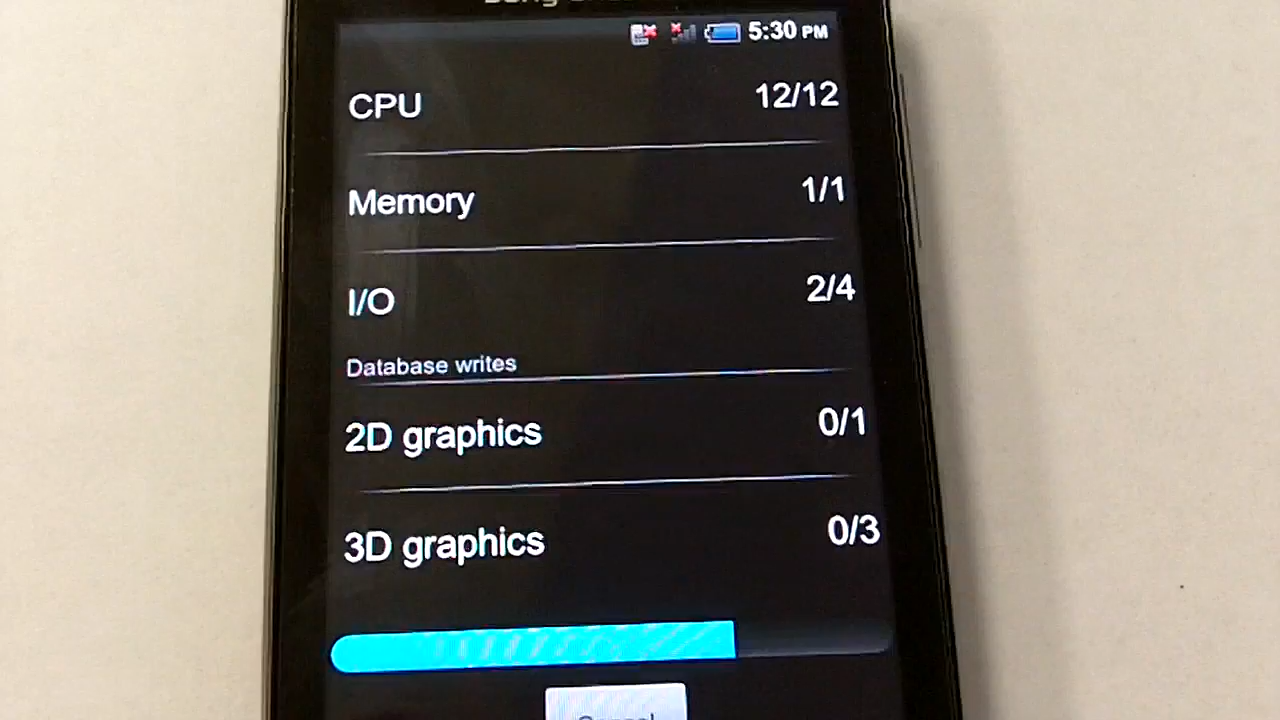 5:30 PM
CPU 12/12
Memory 1/1
I/O 2/4
Database writes
2D graphics 0/1
3D graphics 0/3